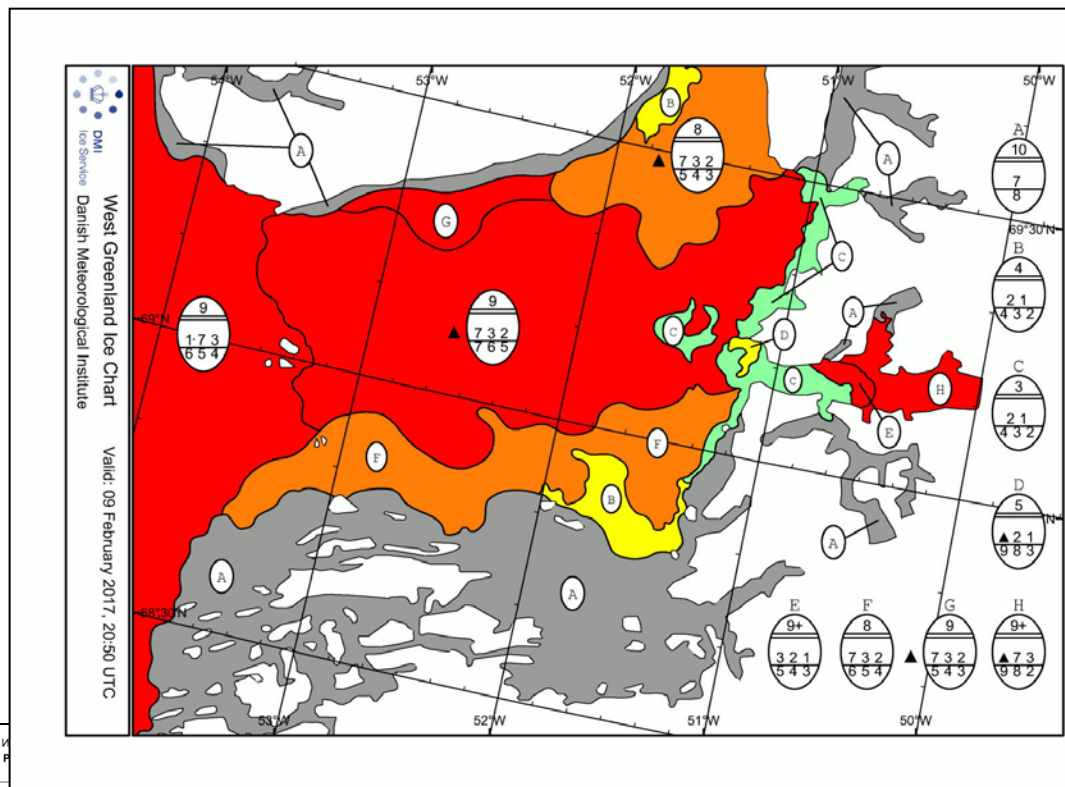 DMI
Ice Service
West Greenland Ice Chart
Valid: 09 February 2017, 20:50 UTC
Danish Meteorological Institute
54°W
53°W
52°W
51°W
50°W
69°30'N
69°N
68°30'N
53°W
52°W
51°W
50°W
N
A
B
8
7 3 2
5 4 3
A
G
C
9
1·7 3
6 5 4
9
7 3 2
7 6 5
C
D
C
A
H
E
F
F
B
A
A
A
A
10
7
8
B
4
2 1
4 3 2
C
3
2 1
4 3 2
D
5
▲ 2 1
9 8 3
E
9+
3 2 1
5 4 3
F
8
7 3 2
6 5 4
G
9
7 3 2
5 4 3
H
9+
▲ 7 3
9 8 2
И
Р